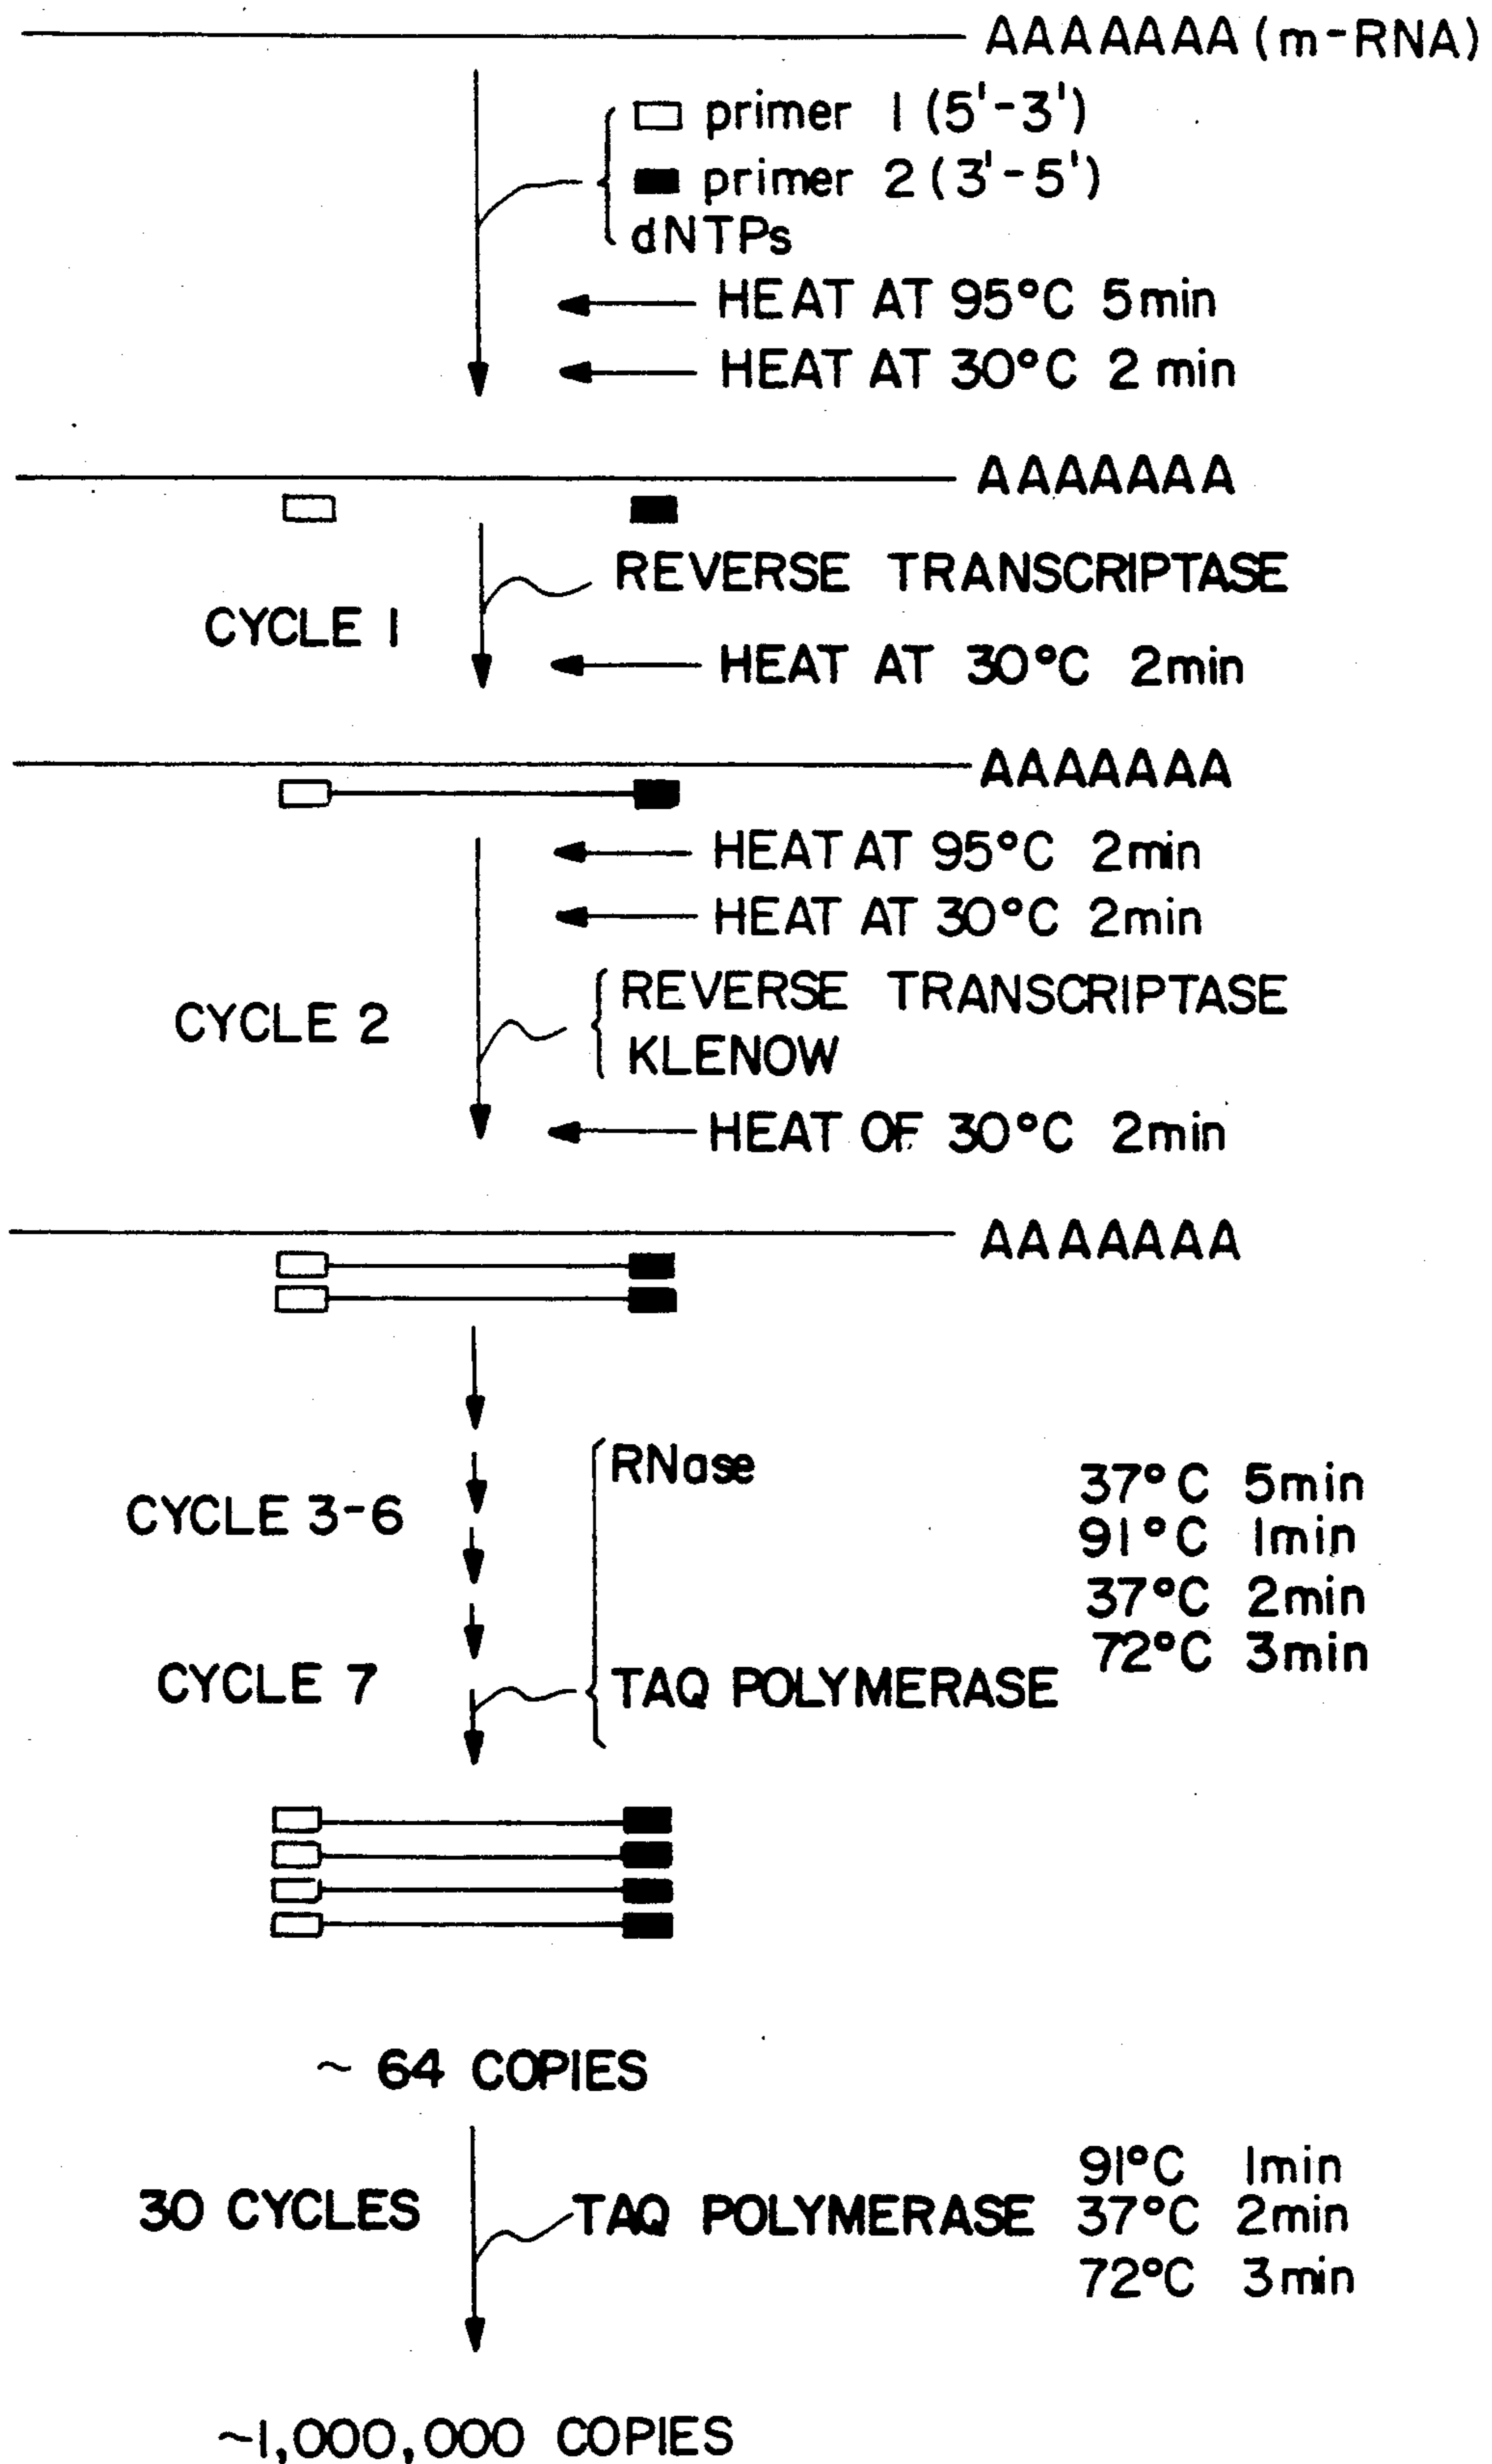 AAAAAAA (m-RNA)
primer 1 (5'-3')
primer 2 (3'-5')
dNTPs
HEAT AT 95°C 5min
HEAT AT 30°C 2 min
AAAAAAA
REVERSE TRANSCRIPTASE
CYCLE 1
HEAT AT 30°C 2min
AAAAAAA
HEAT AT 95°C 2min
HEAT AT 30°C 2min
REVERSE TRANSCRIPTASE
CYCLE 2
KLENOW
HEAT OF 30°C 2min
AAAAAAA
RNase 37°C 5min
CYCLE 3-6 91°C 1min
37°C 2min
72°C 3min
CYCLE 7 TAQ POLYMERASE
~ 64 COPIES
91°C 1min
30 CYCLES TAQ POLYMERASE 37°C 2min
72°C 3min
~1,000,000 COPIES